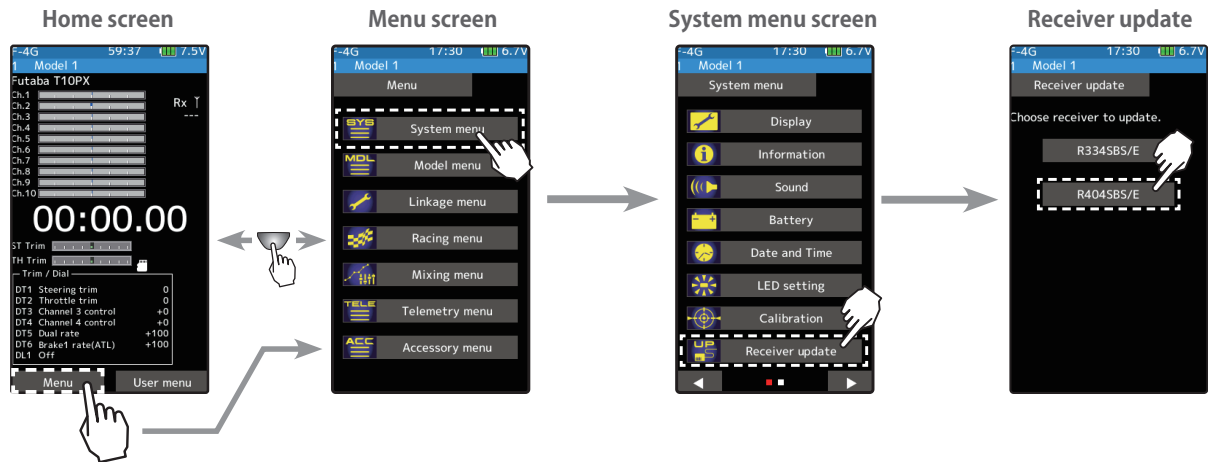 Home screen
F-4G 59:37 7.5V
1 Model 1
Futaba T10PX
Ch.1
Ch.2
Ch.3
Ch.4
Ch.5
Ch.6
Ch.7
Ch.8
Ch.9
Ch.10
Rx
---
00:00.00
ST Trim
TH Trim
Trim / Dial
DT1 Steering trim 0
DT2 Throttle trim 0
DT3 Channel 3 control +0
DT4 Channel 4 control +0
DT5 Dual rate +100
DT6 Brake1 rate(ATL) +100
DL1 Off
Menu User menu
Menu screen
F-4G 17:30 6.7V
1 Model 1
Menu
SYS System menu
MDL Model menu
Linkage menu
Racing menu
Mixing menu
TELE Telemetry menu
ACC Accessory menu
System menu screen
F-4G 17:30 6.7V
1 Model 1
System menu
Display
Information
Sound
Battery
Date and Time
LED setting
Calibration
UP Receiver update
Receiver update
F-4G 17:30 6.7V
1 Model 1
Receiver update
Choose receiver to update.
R334SBS/E
R404SBS/E